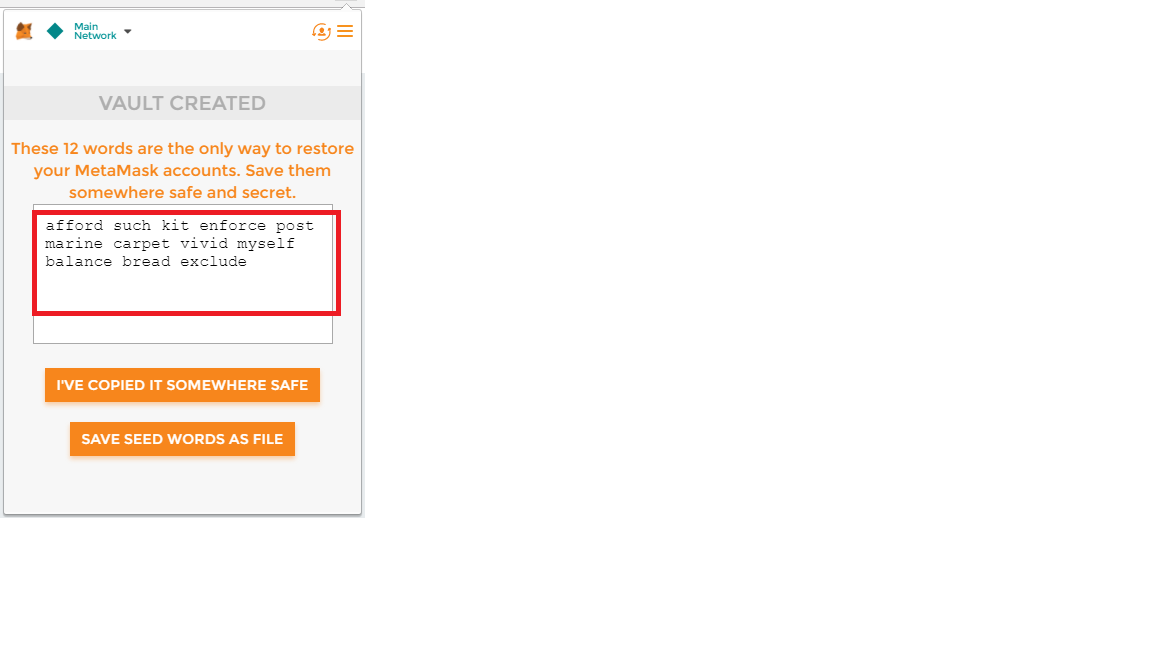 Main
Network
VAULT CREATED
These 12 words are the only way to restore
your MetaMask accounts. Save them
somewhere safe and secret.
afford such kit enforce post
marine carpet vivid myself
balance bread exclude
I'VE COPIED IT SOMEWHERE SAFE
SAVE SEED WORDS AS FILE